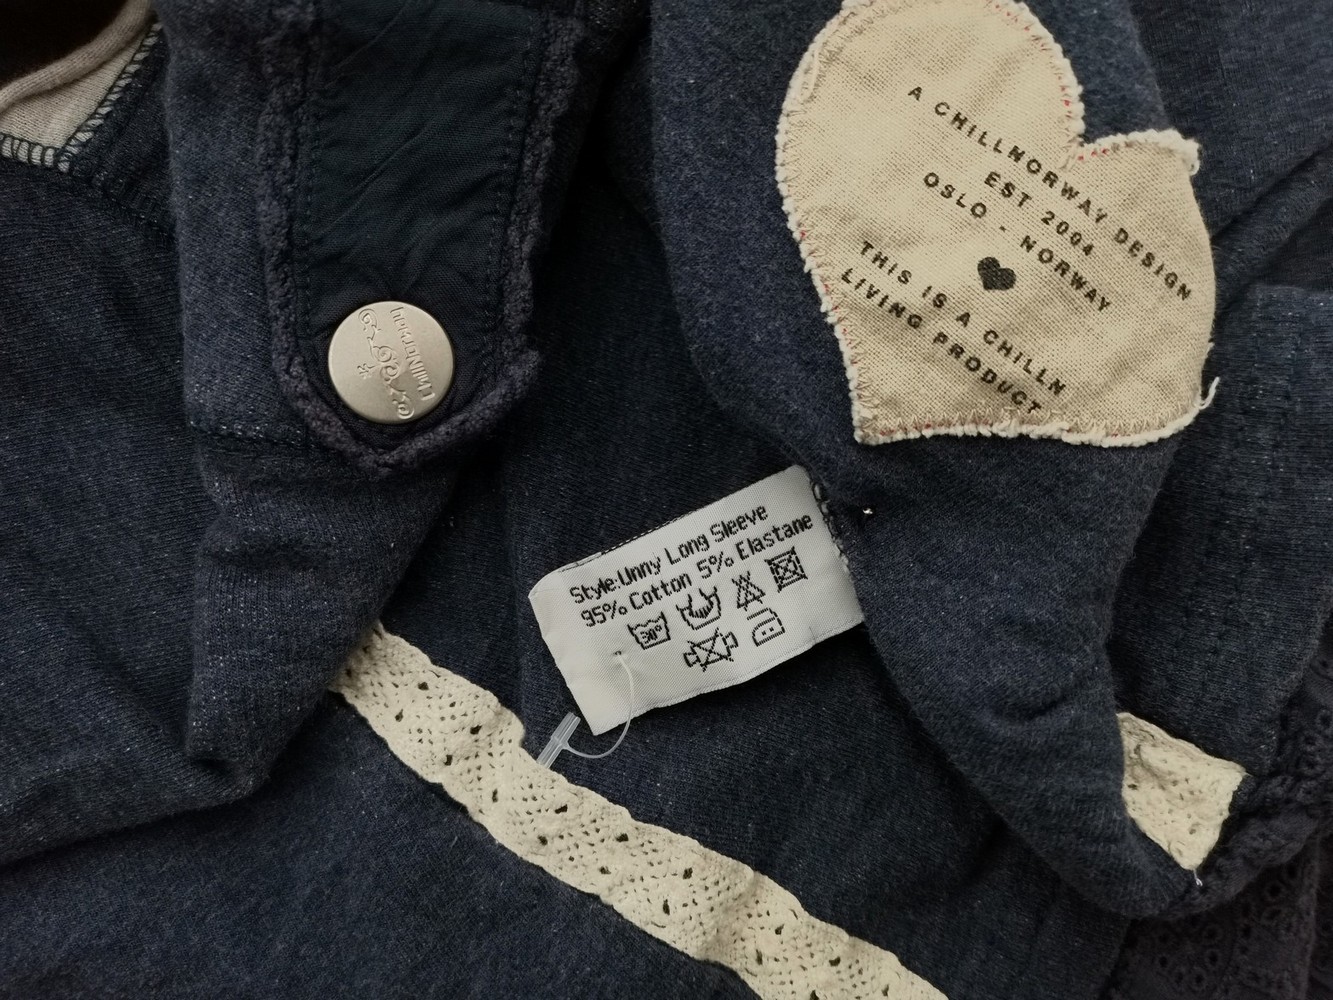 A CHILLNORWAY DESIGN
EST 2004
OSLO - NORWAY
THIS IS A CHILLN
LIVING PRODUCT
Style:Unny Long Sleeve
95% Cotton 5% Elastane
30°